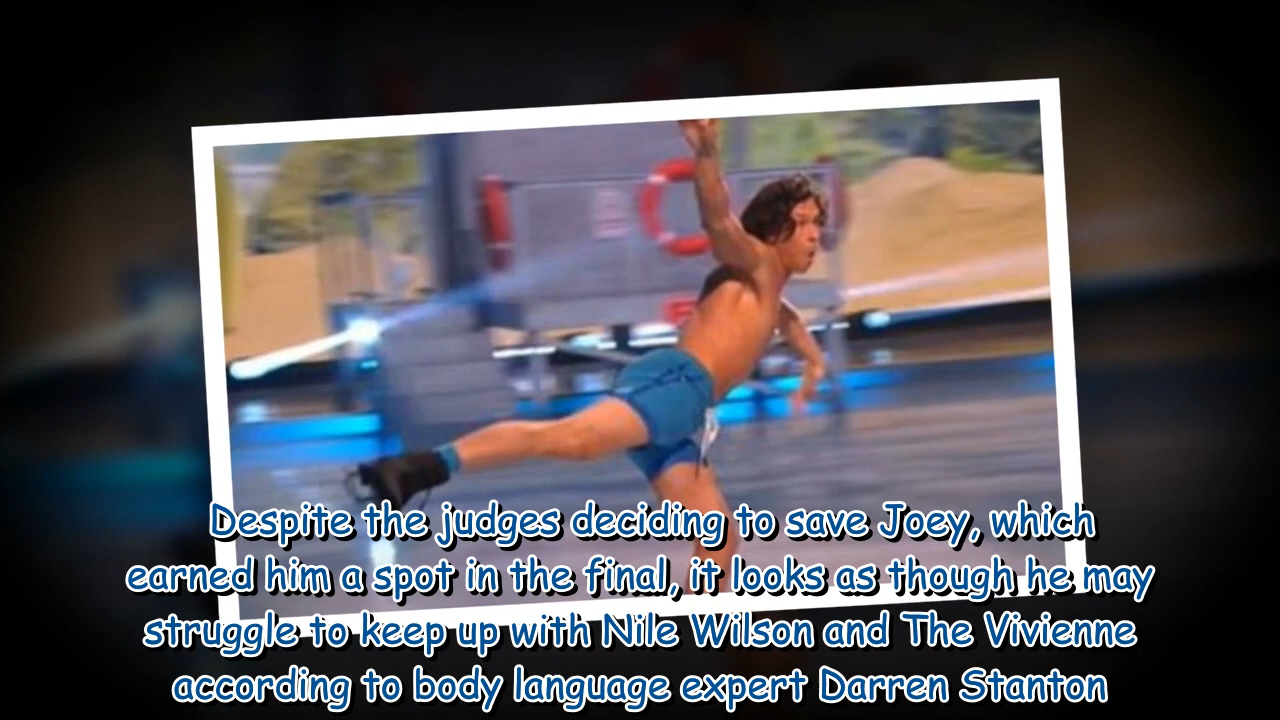 Despite the judges deciding to save Joey, which
earned him a spot in the final, it looks as though he may
struggle to keep up with Nile Wilson and The Vivienne
according to body language expert Darren Stanton